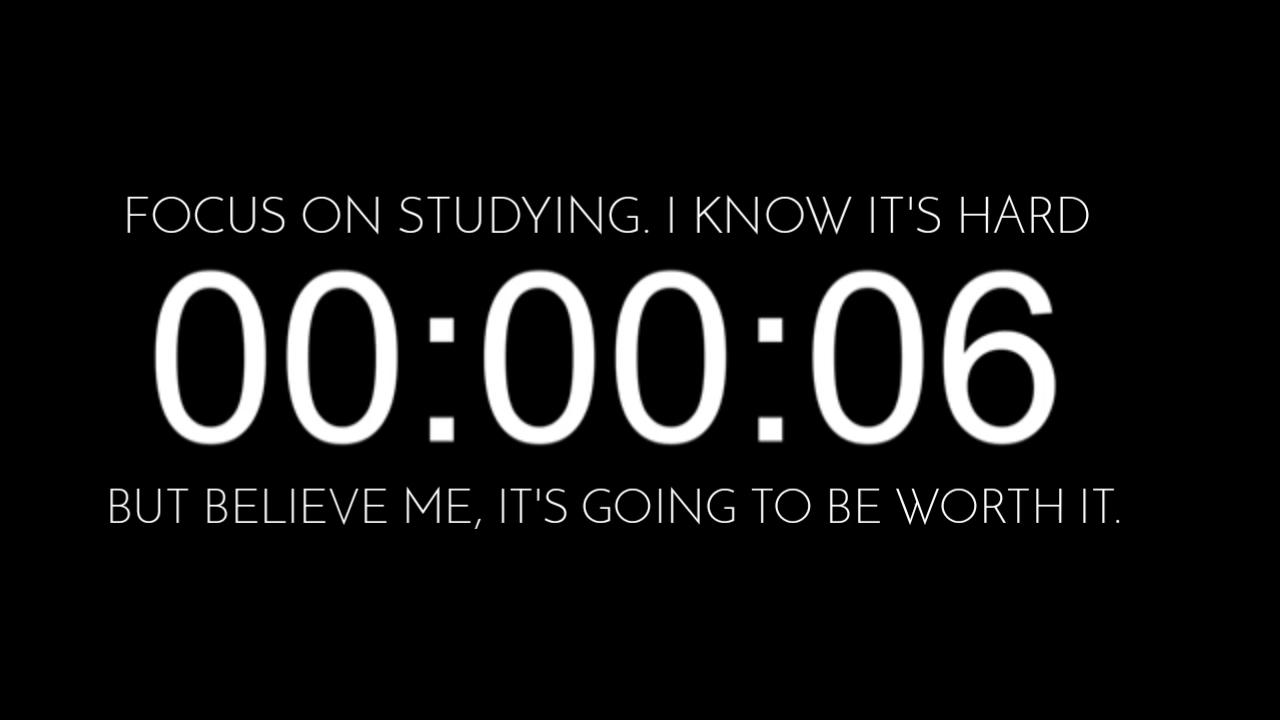 FOCUS ON STUDYING. I KNOW IT'S HARD
00:00:06
BUT BELIEVE ME, IT'S GOING TO BE WORTH IT.